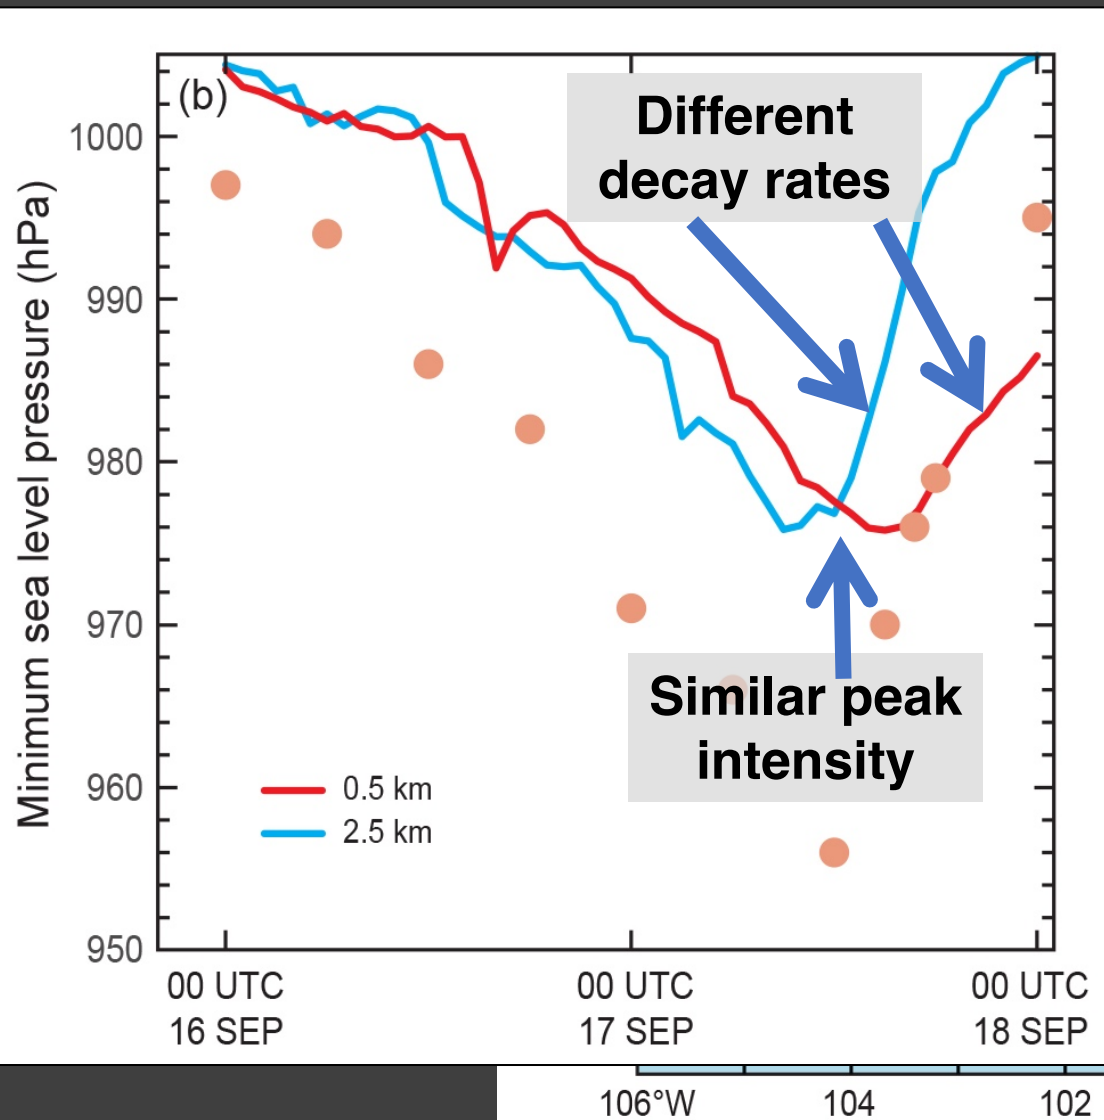 (b)
Different
decay rates
1000
990
980
970
960
950
Minimum sea level pressure (hPa)
Similar peak
intensity
0.5 km
2.5 km
00 UTC
16 SEP
00 UTC
17 SEP
00 UTC
18 SEP
106°W
104
102